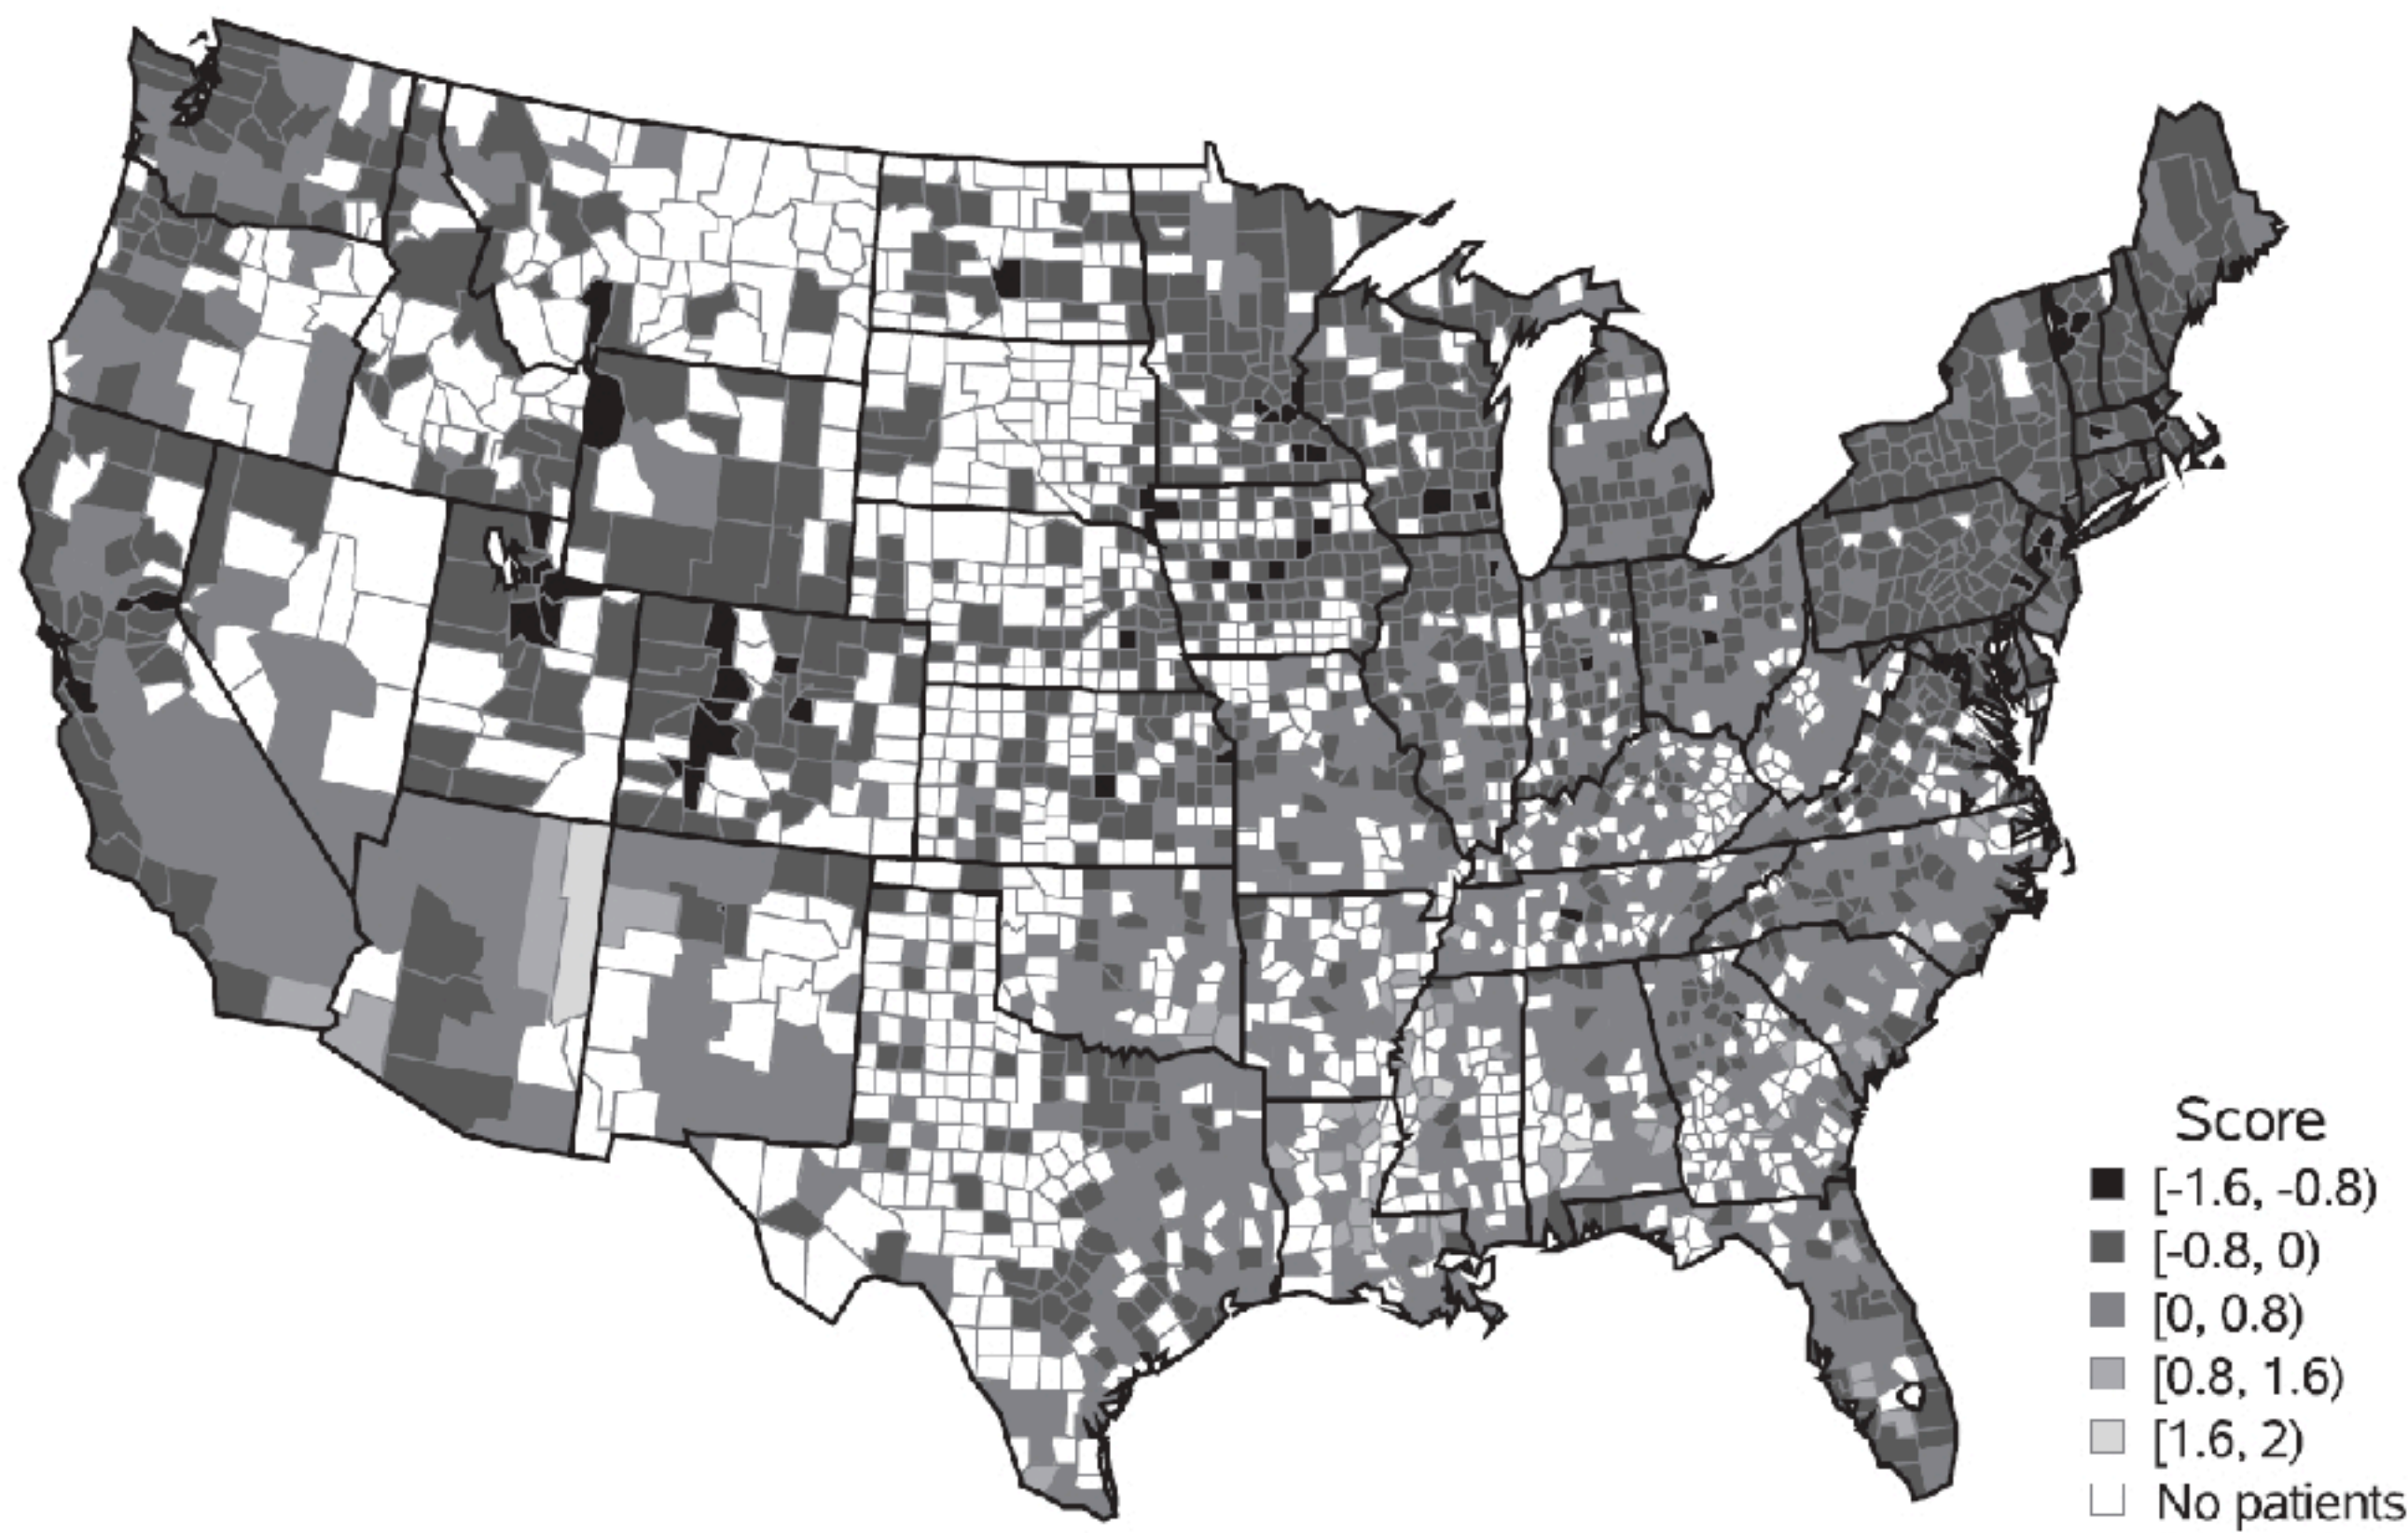 Score
[-1.6, -0.8)
[-0.8, 0)
[0, 0.8)
[0.8, 1.6)
[1.6, 2)
No patients